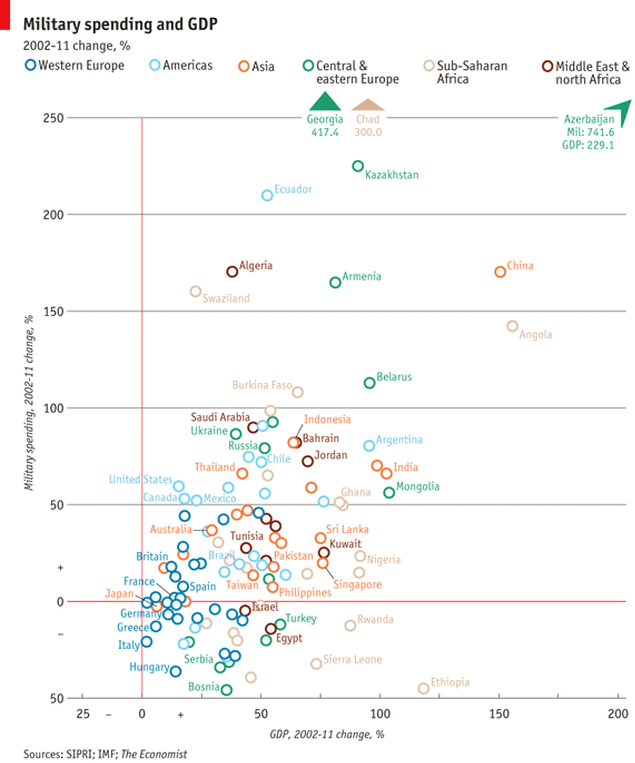 Military spending and GDP
2002-11 change, %
Western Europe
Americas
Asia
Central &
eastern Europe
Sub-Saharan
Africa
Middle East &
north Africa
Georgia
417.4
Chad
300.0
Azerbaijan
Mil: 741.6
GDP: 229.1
250
Kazakhstan
Ecuador
200
Algeria
China
Armenia
Swaziland
150
Angola
Belarus
Burkina Faso
100
Saudi Arabia
Indonesia
Ukraine
Bahrain
Argentina
Russia
Jordan
Chile
Thailand
India
United States
Mongolia
Canada
Mexico
Ghana
50
Australia
Sri Lanka
Tunisia
Kuwait
Britain
Brazil
Pakistan
Nigeria
France
Spain
Taiwan
Singapore
Japan
Philippines
+
0
–
Germany
Israel
Greece
Turkey
Rwanda
Italy
Egypt
Serbia
Sierra Leone
Hungary
Bosnia
Ethiopia
50
Military spending, 2002-11 change, %
25 – 0 + 50 100 150 200
GDP, 2002-11 change, %
Sources: SIPRI; IMF; The Economist